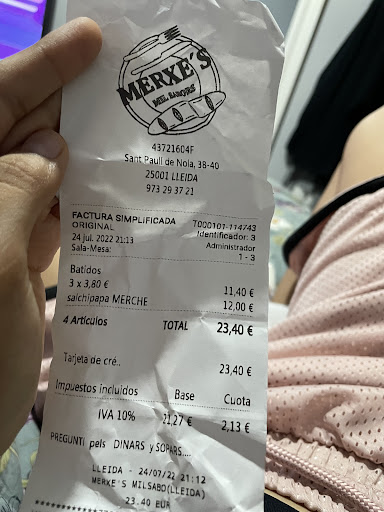 MERXE'S
MIL SABORS
43721604F
Sant Paulí de Nola, 38-40
25001 LLEIDA
973 29 37 21
FACTURA SIMPLIFICADA T000101-114743
ORIGINAL Identificador: 3
24 jul. 2022 21:13 Administrador
Sala-Mesa: 1 - 3
Batidos
3 x 3,80 € 11,40 €
salchipapa MERCHE 12,00 €
4 Artículos TOTAL 23,40 €
Tarjeta de cré.. 23,40 €
Impuestos incluidos Base Cuota
IVA 10% 21,27 € 2,13 €
PREGUNTI pels DINARS y SOPARS....
LLEIDA - 24/07/22 21:12
MERXE'S MILSABO(LLEIDA)
23.40 EUR